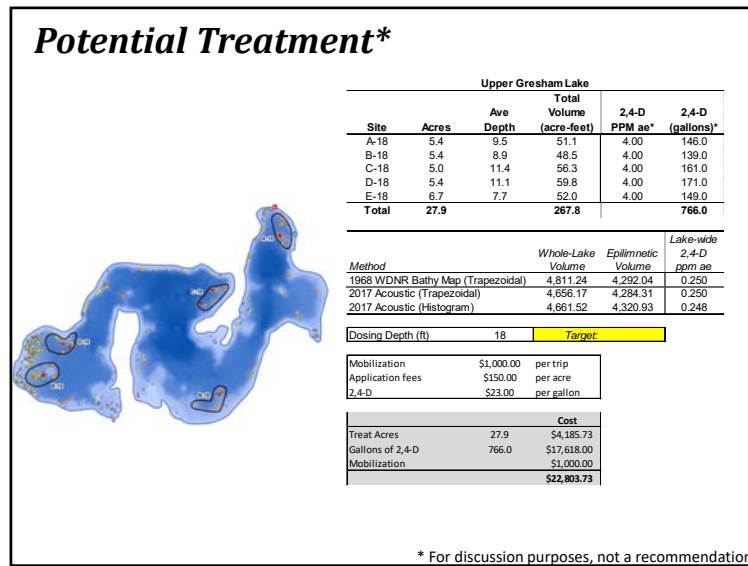 Potential Treatment*
Upper Gresham Lake
Total
Ave Volume 2,4-D 2,4-D
Site Acres Depth (acre-feet) PPM ae* (gallons)*
A-18 5.4 9.5 51.1 4.00 146.0
B-18 5.4 8.9 48.5 4.00 139.0
C-18 5.0 11.4 56.3 4.00 161.0
D-18 5.4 11.1 59.8 4.00 171.0
E-18 6.7 7.7 52.0 4.00 149.0
Total 27.9 267.8 766.0
Lake-wide
Whole-Lake Epilimnetic 2,4-D
Method Volume Volume ppm ae
1968 WDNR Bathy Map (Trapezoidal) 4,811.24 4,292.04 0.250
2017 Acoustic (Trapezoidal) 4,656.17 4,284.31 0.250
2017 Acoustic (Histogram) 4,661.52 4,320.93 0.248
Dosing Depth (ft) 18 Target:
Mobilization $1,000.00 per trip
Application fees $150.00 per acre
2,4-D $23.00 per gallon
Cost
Treat Acres 27.9 $4,185.73
Gallons of 2,4-D 766.0 $17,618.00
Mobilization $1,000.00
$22,803.73
* For discussion purposes, not a recommendation